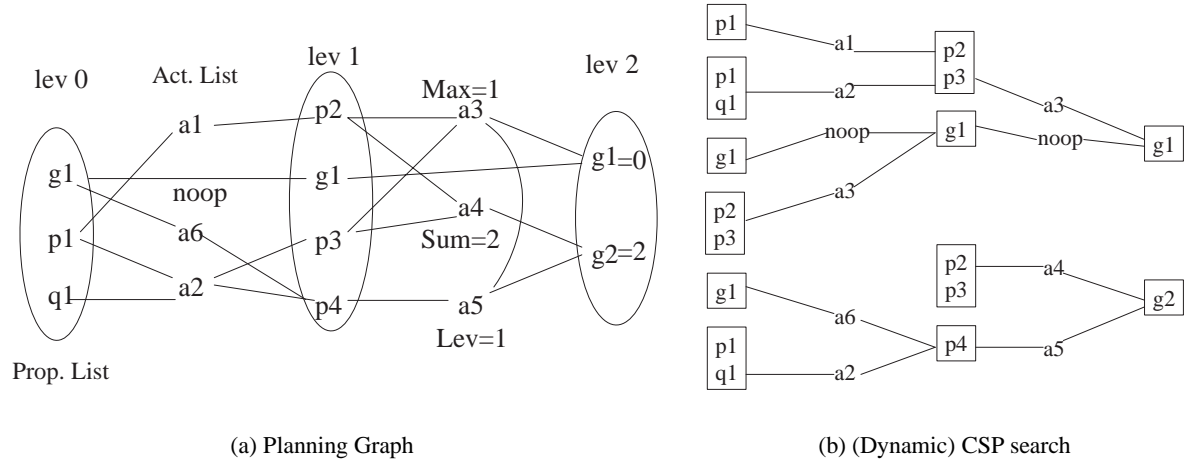 lev 0
Act. List
lev 1
lev 2
Max=1
a3
p2
a1
g1
g1
g1=0
noop
a4
a6
p1
p3
Sum=2
g2=2
a2
q1
p4
a5
Lev=1
Prop. List
(a) Planning Graph
p1
a1
p2
p3
p1
q1
a2
a3
noop
g1
noop
g1
g1
a3
p2
p3
p2
p3
a4
g1
g2
a6
p1
q1
p4
a5
a2
(b) (Dynamic) CSP search